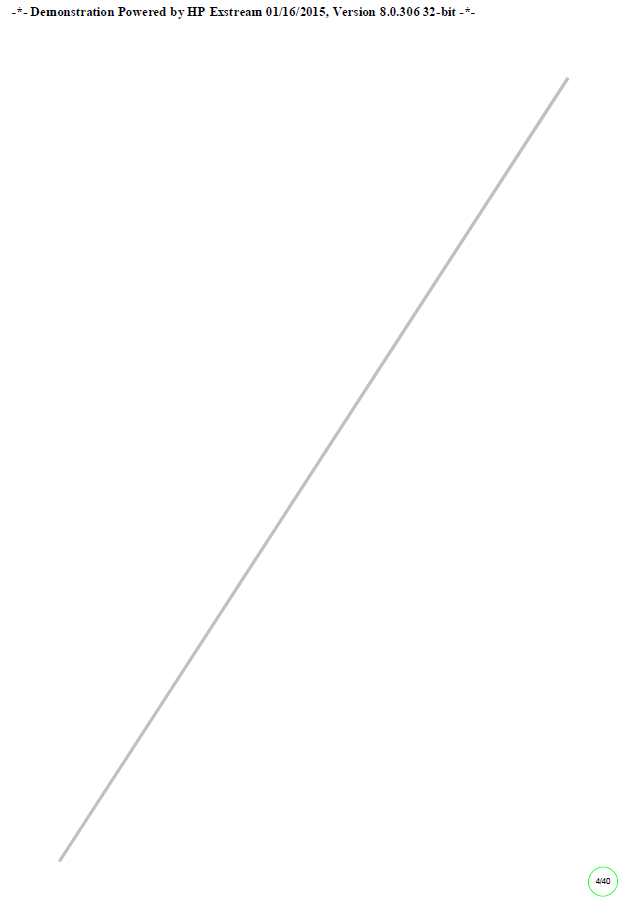 -*- Demonstration Powered by HP Exstream 01/16/2015, Version 8.0.306 32-bit -*-
4/40